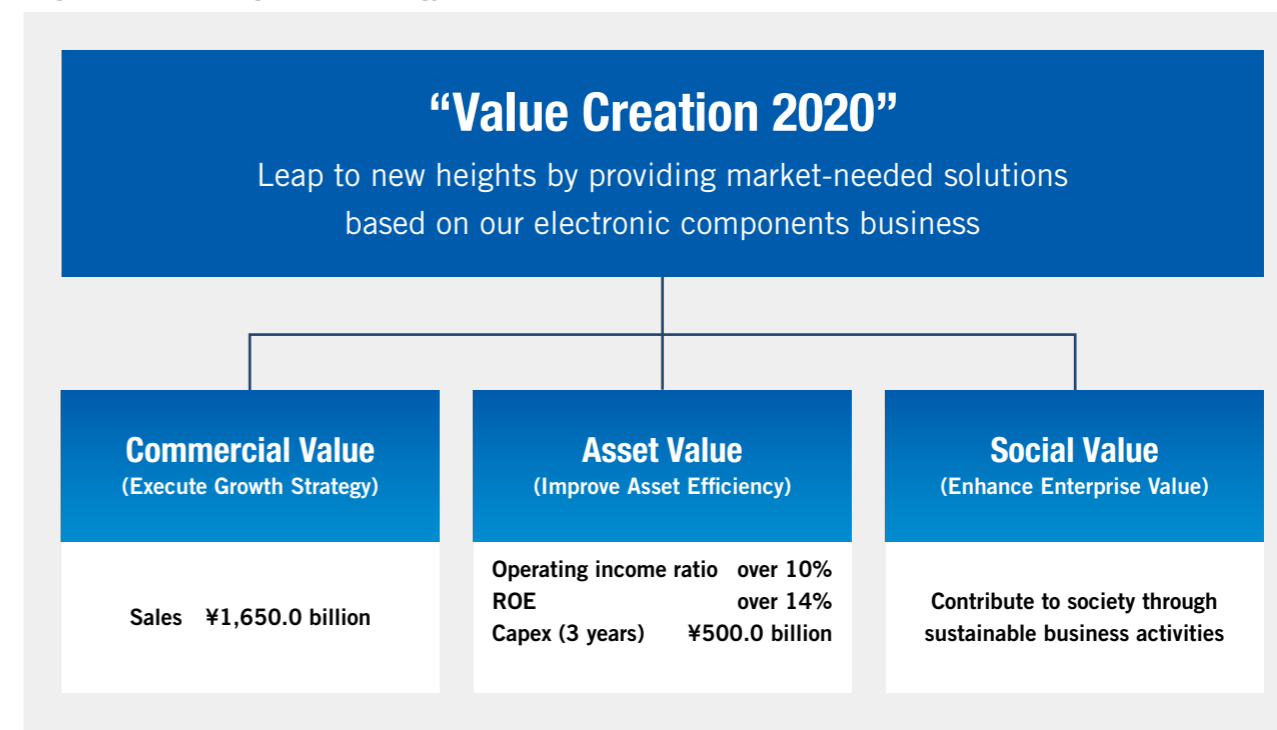 “Value Creation 2020”
Leap to new heights by providing market-needed solutions
based on our electronic components business
Commercial Value
(Execute Growth Strategy)
Sales ¥1,650.0 billion
Asset Value
(Improve Asset Efficiency)
Operating income ratio over 10%
ROE over 14%
Capex (3 years) ¥500.0 billion
Social Value
(Enhance Enterprise Value)
Contribute to society through
sustainable business activities